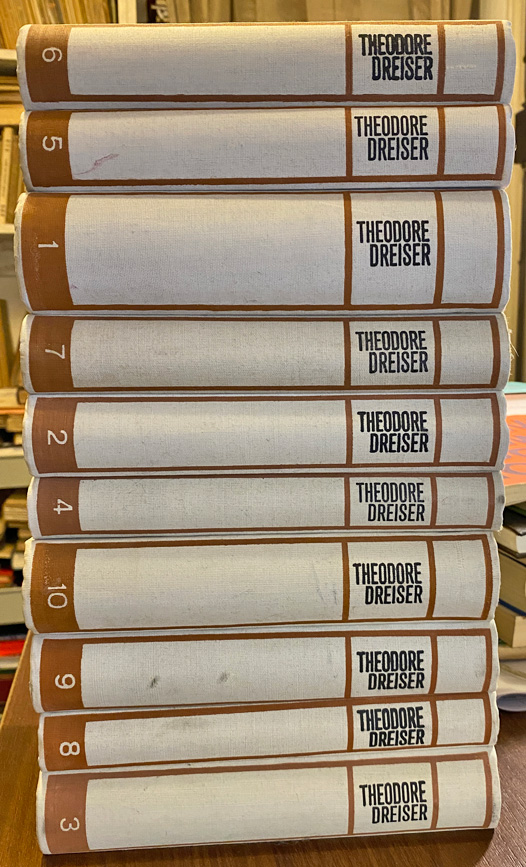 6
THEODORE
DREISER
5
THEODORE
DREISER
1
THEODORE
DREISER
7
THEODORE
DREISER
2
THEODORE
DREISER
4
THEODORE
DREISER
10
THEODORE
DREISER
9
THEODORE
DREISER
8
THEODORE
DREISER
3
THEODORE
DREISER